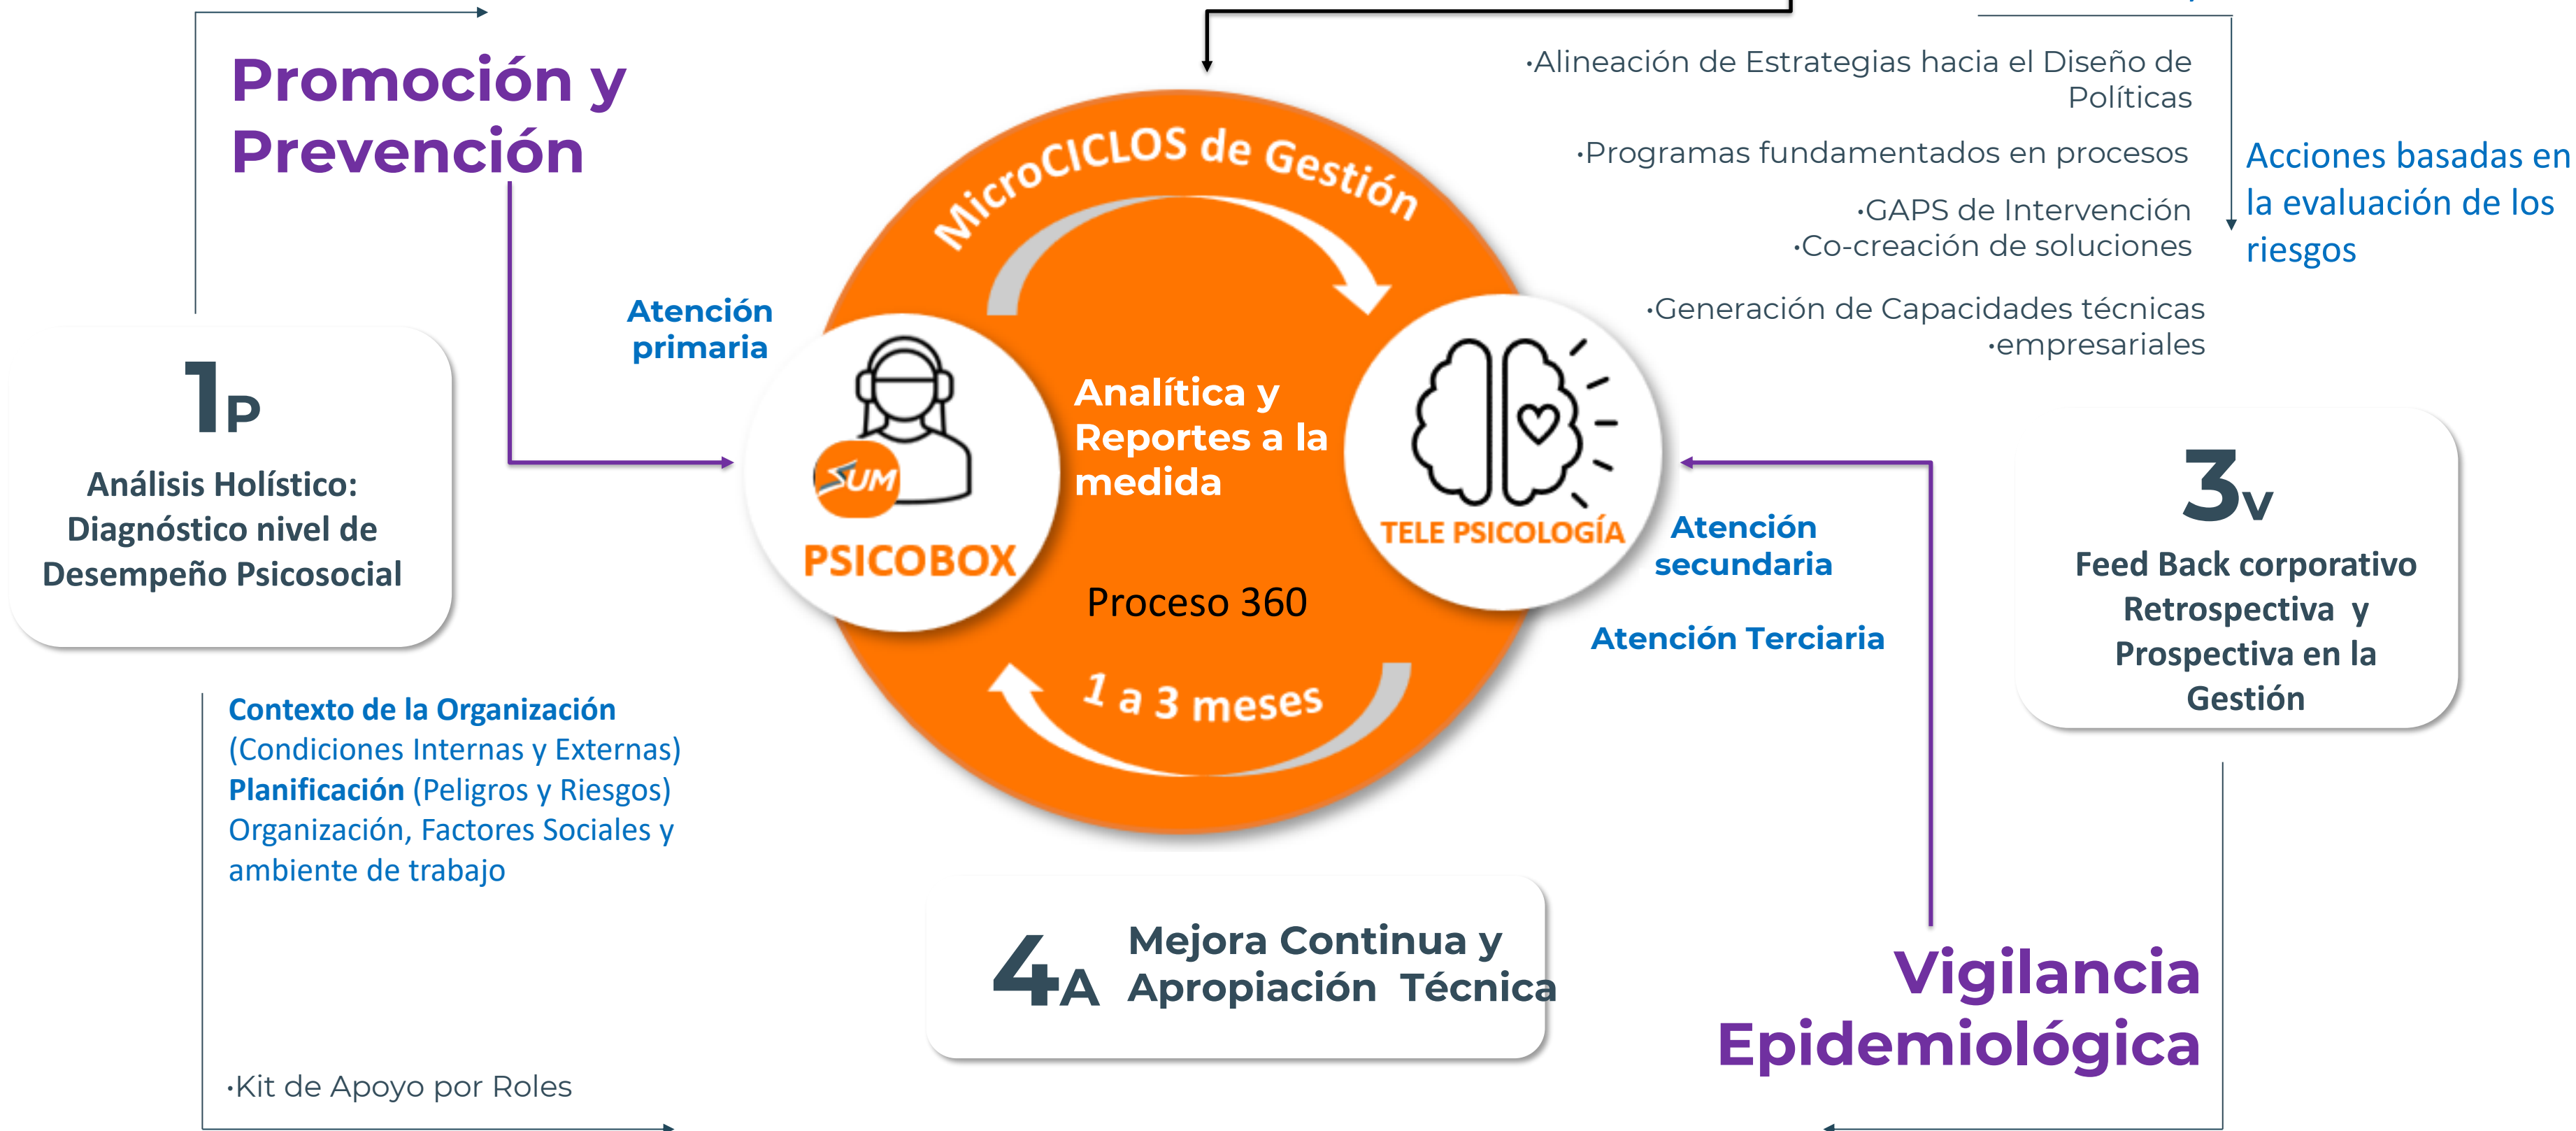 Promoción y
Prevención
•Alineación de Estrategias hacia el Diseño de
Políticas
•Programas fundamentados en procesos
•GAPS de Intervención
•Co-creación de soluciones
•Generación de Capacidades técnicas
•empresariales
Acciones basadas en
la evaluación de los
riesgos
MicroCICLOS de Gestión
Atención
primaria
1P
Análisis Holístico:
Diagnóstico nivel de
Desempeño Psicosocial
SUM
PSICOBOX
Analítica y
Reportes a la
medida
Proceso 360
1 a 3 meses
TELE PSICOLOGÍA
Atención
secundaria
Atención Terciaria
3V
Feed Back corporativo
Retrospectiva y
Prospectiva en la
Gestión
Contexto de la Organización
(Condiciones Internas y Externas)
Planificación (Peligros y Riesgos)
Organización, Factores Sociales y
ambiente de trabajo
4A
Mejora Continua y
Apropiación Técnica
Vigilancia
Epidemiológica
•Kit de Apoyo por Roles